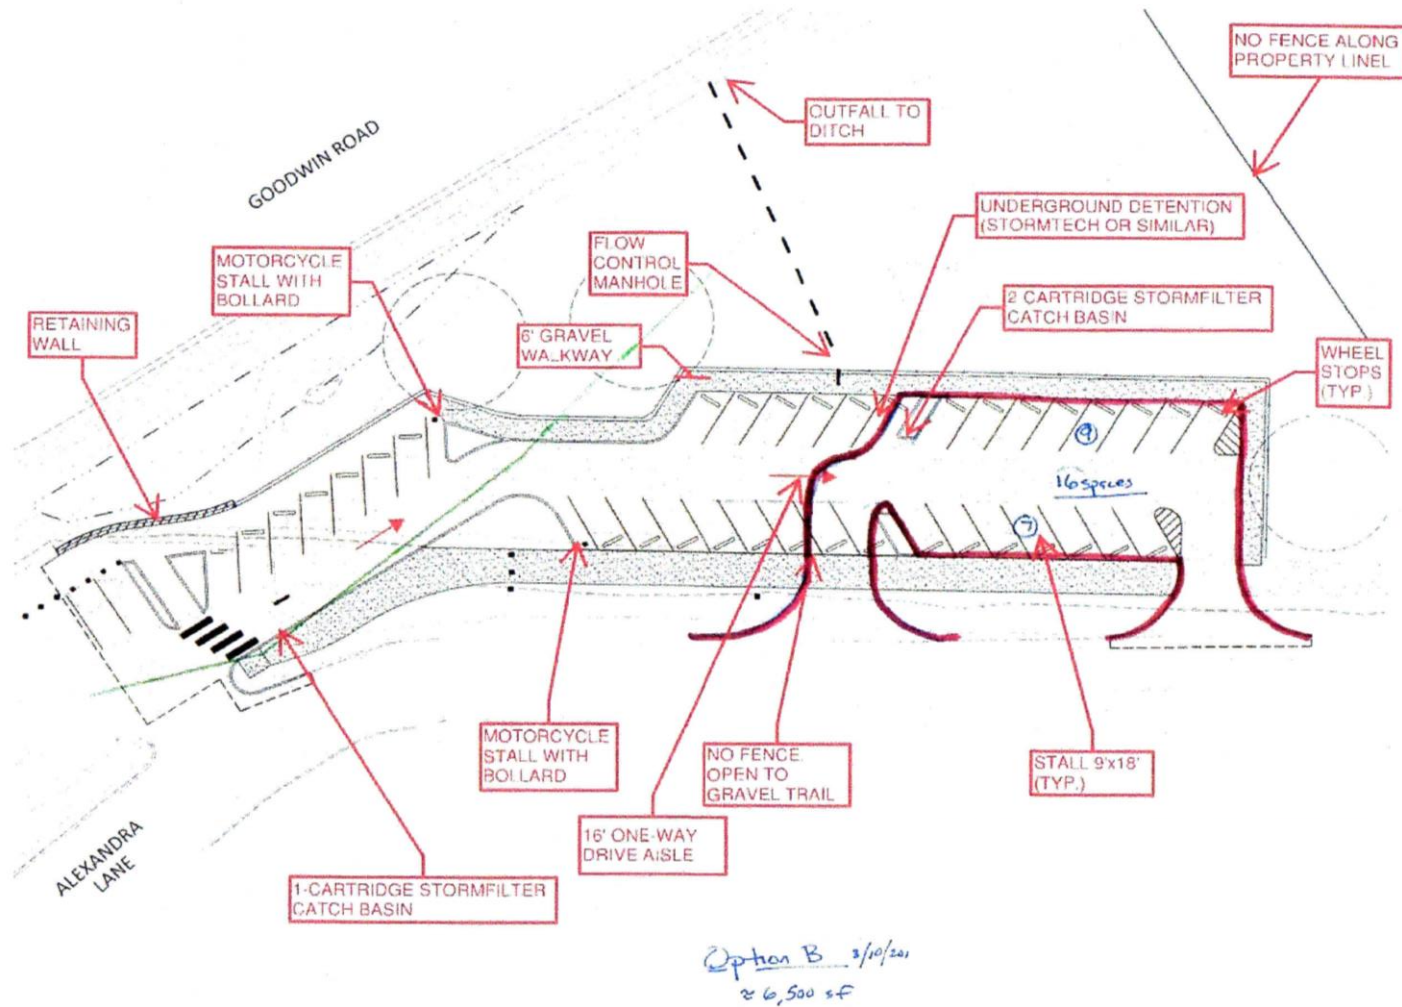 NO FENCE ALONG
PROPERTY LINEL
OUTFALL TO
DITCH
GOODWIN ROAD
UNDERGROUND DETENTION
(STORMTECH OR SIMILAR)
FLOW
CONTROL
MANHOLE
MOTORCYCLE
STALL WITH
BOLLARD
2 CARTRIDGE STORMFILTER
CATCH BASIN
RETAINING
WALL
6' GRAVEL
WALKWAY
WHEEL
STOPS
(TYP.)
9
16 spaces
7
MOTORCYCLE
STALL WITH
BOLLARD
NO FENCE.
OPEN TO
GRAVEL TRAIL
STALL 9'x18'
(TYP.)
16' ONE-WAY
DRIVE AISLE
ALEXANDRA
LANE
1-CARTRIDGE STORMFILTER
CATCH BASIN
Option B
≈ 6,500 sf